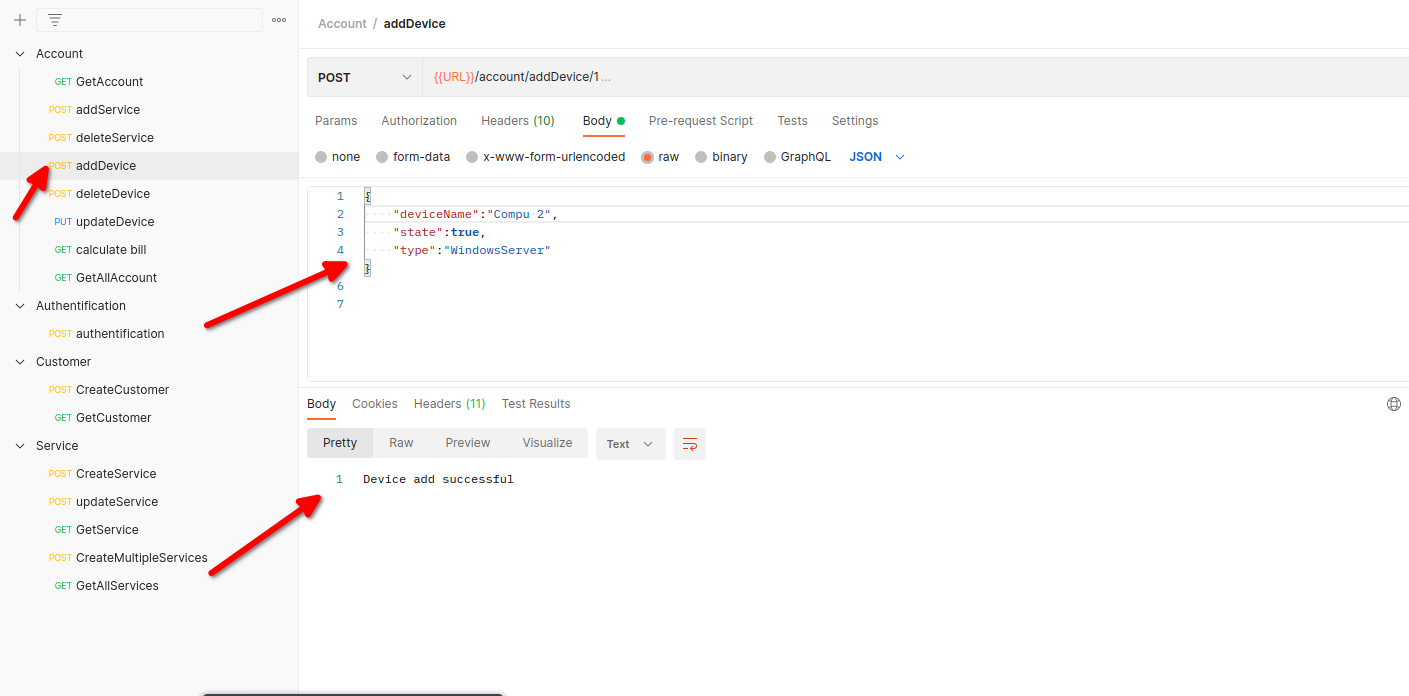 Account
GET GetAccount
POST addService
POST deleteService
POST addDevice
POST deleteDevice
PUT updateDevice
GET calculate bill
GET GetAllAccount
Authentification
POST authentification
Customer
POST CreateCustomer
GET GetCustomer
Service
POST CreateService
POST updateService
GET GetService
POST CreateMultipleServices
GET GetAllServices
Account / addDevice
POST {{URL}}/account/addDevice/1 ...
Params Authorization Headers (10) Body Pre-request Script Tests Settings
none form-data x-www-form-urlencoded raw binary GraphQL JSON
1 {
2 "deviceName":"Compu 2",
3 "state":true,
4 "type":"WindowsServer"
}
6
7
Body Cookies Headers (11) Test Results
Pretty Raw Preview Visualize Text
1 Device add successful